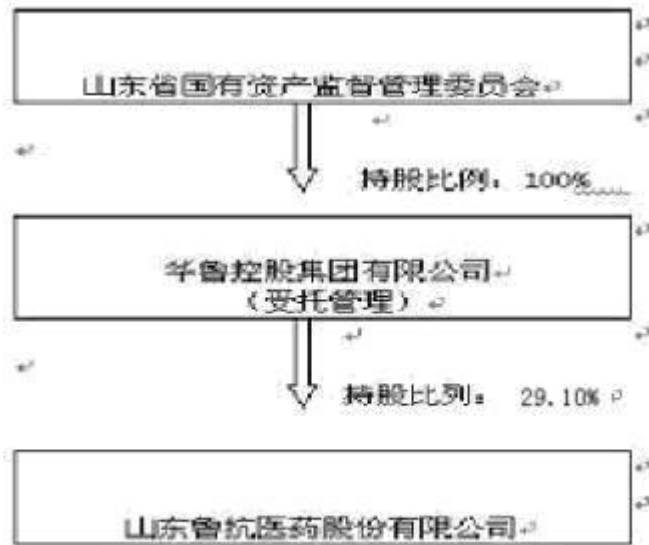 山东省国有资产监督管理委员会
持股比例：100%
华鲁控股集团有限公司
（受托管理）
持股比列：29.10%
山东鲁抗医药股份有限公司